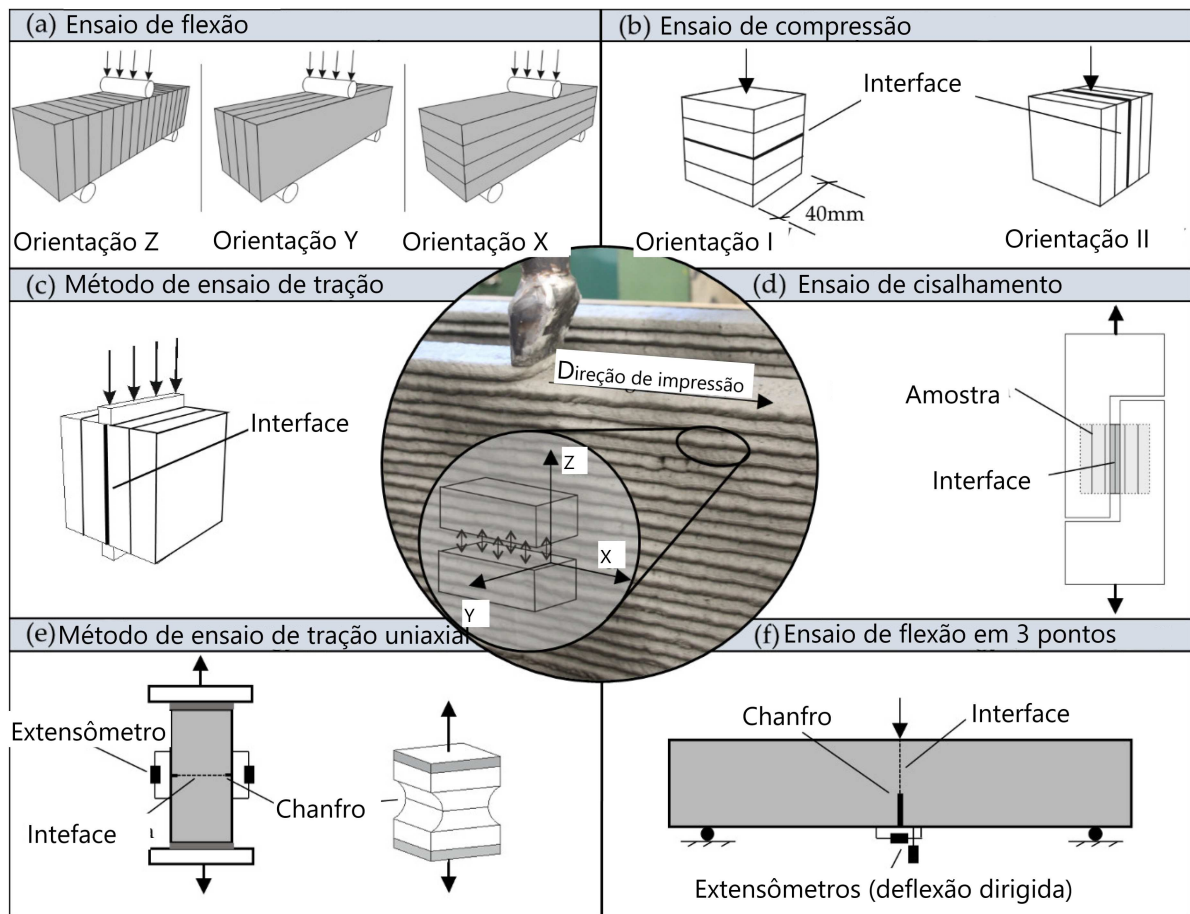 (a) Ensaio de flexão
Orientação Z
Orientação Y
Orientação X
(b) Ensaio de compressão
Interface
40mm
Orientação I
Orientação II
(c) Método de ensaio de tração
Interface
(d) Ensaio de cisalhamento
Amostra
Interface
Direção de impressão
Z
X
Y
(e) Método de ensaio de tração uniaxial
Extensômetro
Inteface
Chanfro
(f) Ensaio de flexão em 3 pontos
Chanfro
Interface
Extensômetros (deflexão dirigida)